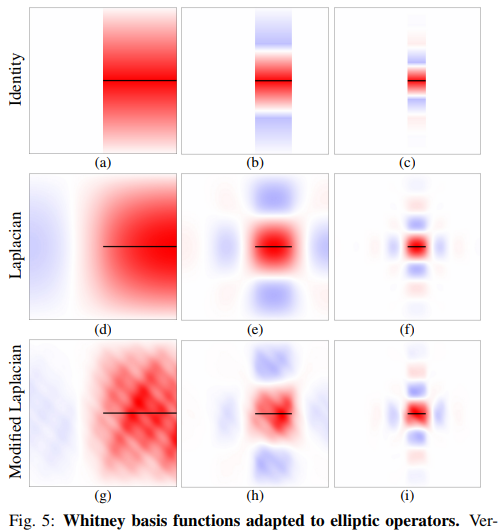 Identity
(a) (b) (c)
Laplacian
(d) (e) (f)
Modified Laplacian
(g) (h) (i)
Fig. 5: Whitney basis functions adapted to elliptic operators. Ver-